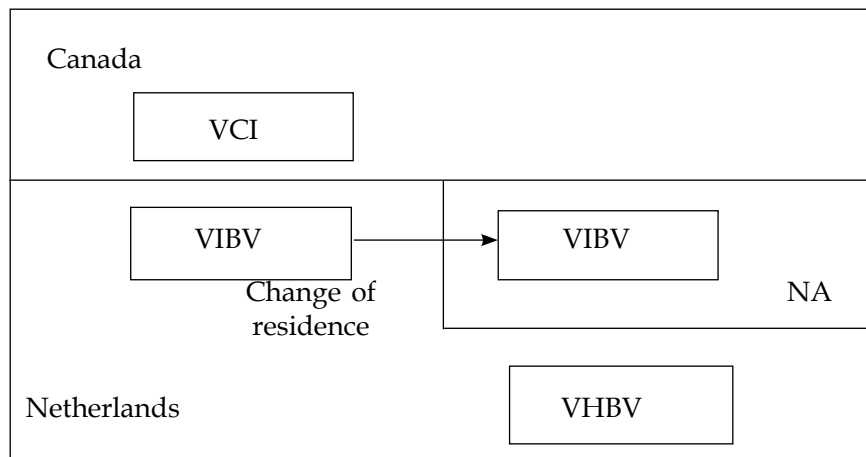 Canada
VCI
VIBV
VIBV
Change of
residence
NA
Netherlands
VHBV